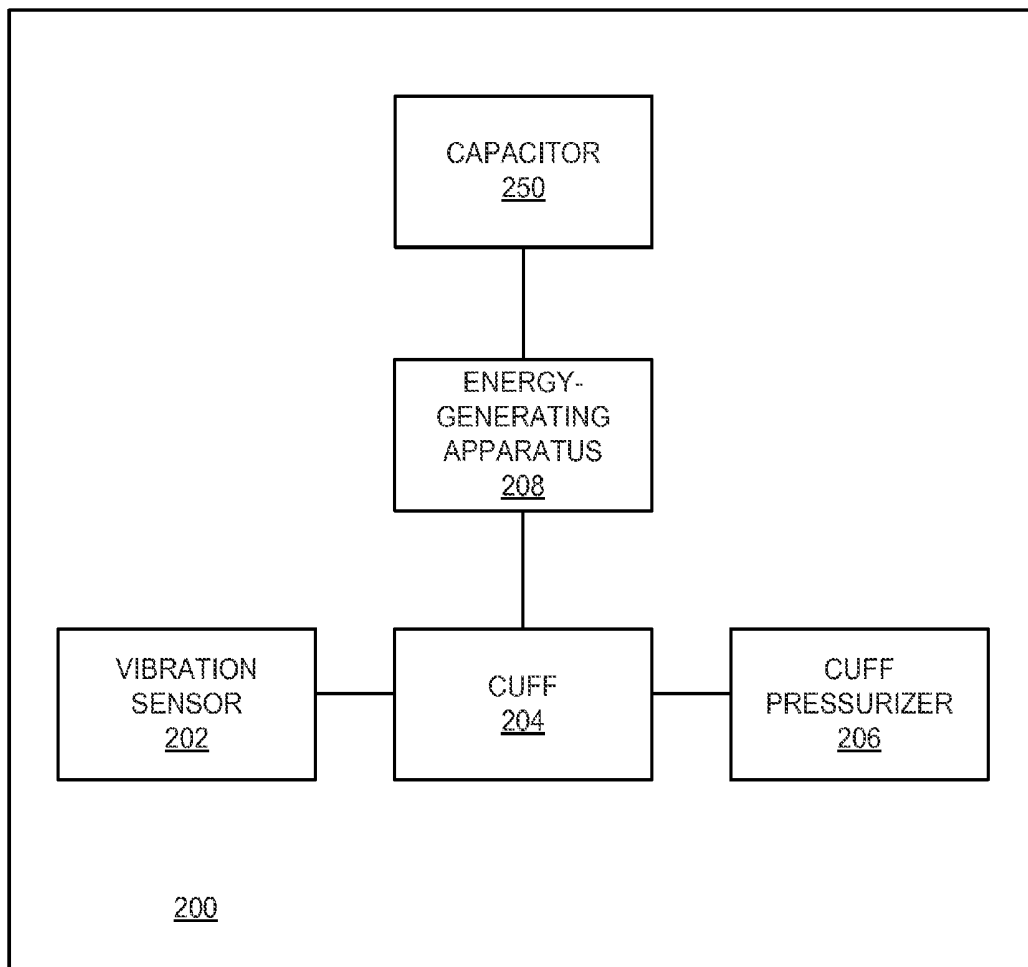 CAPACITOR
250
ENERGY-
GENERATING
APPARATUS
208
VIBRATION
SENSOR
202
CUFF
204
CUFF
PRESSURIZER
206
200